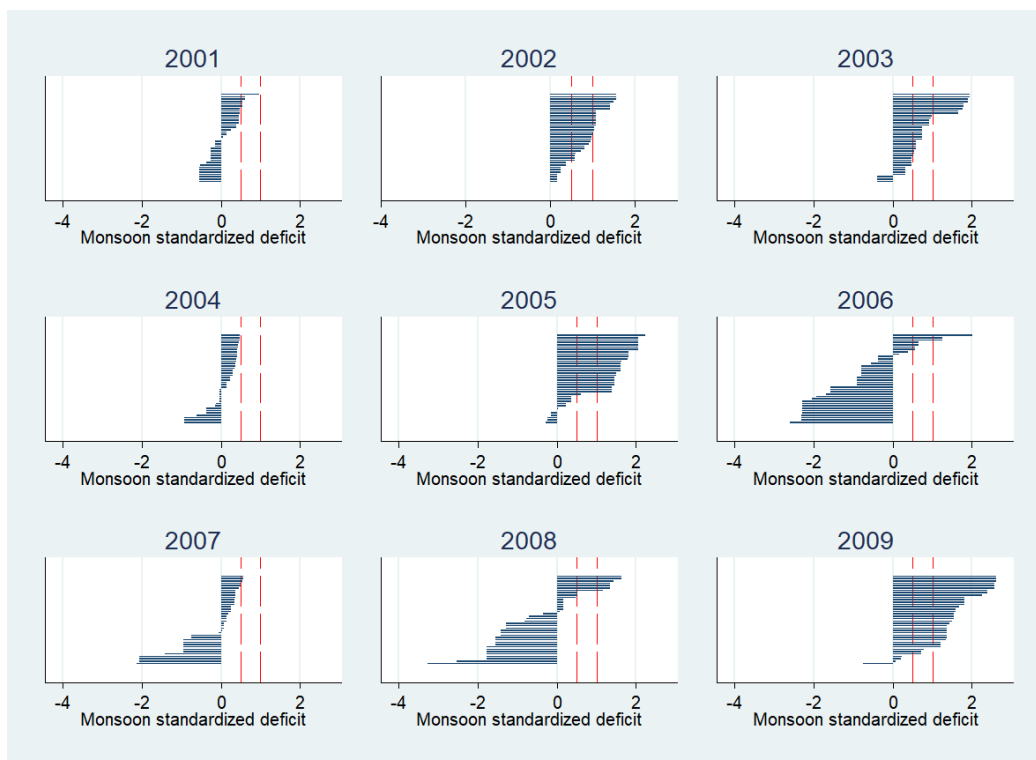 2001 2002 2003
-4 -2 0 2 -4 -2 0 2 -4 -2 0 2
Monsoon standardized deficit Monsoon standardized deficit Monsoon standardized deficit
2004 2005 2006
-4 -2 0 2 -4 -2 0 2 -4 -2 0 2
Monsoon standardized deficit Monsoon standardized deficit Monsoon standardized deficit
2007 2008 2009
-4 -2 0 2 -4 -2 0 2 -4 -2 0 2
Monsoon standardized deficit Monsoon standardized deficit Monsoon standardized deficit